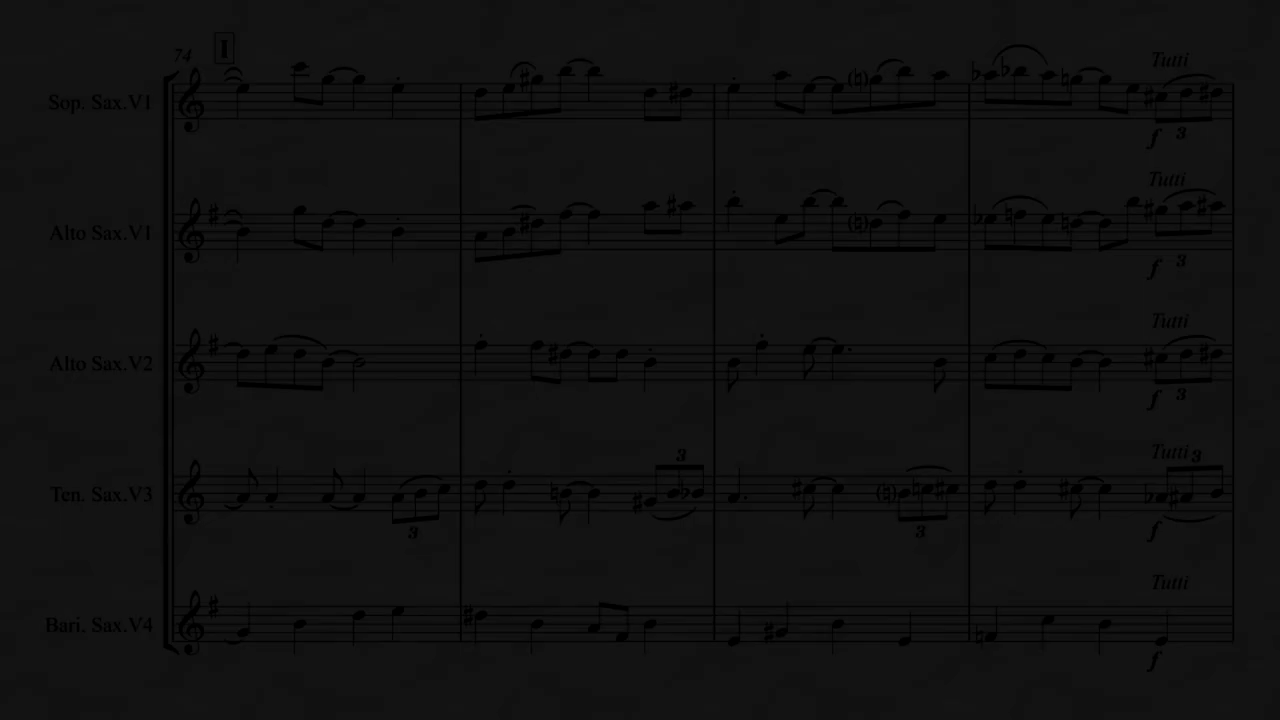 74
I
Tutti
Sop. Sax.V1
f 3
Tutti
Alto Sax.V1
f 3
Tutti
Alto Sax.V2
f 3
3
Tutti 3
Ten. Sax.V3
3
3
f
Tutti
Bari. Sax.V4
f